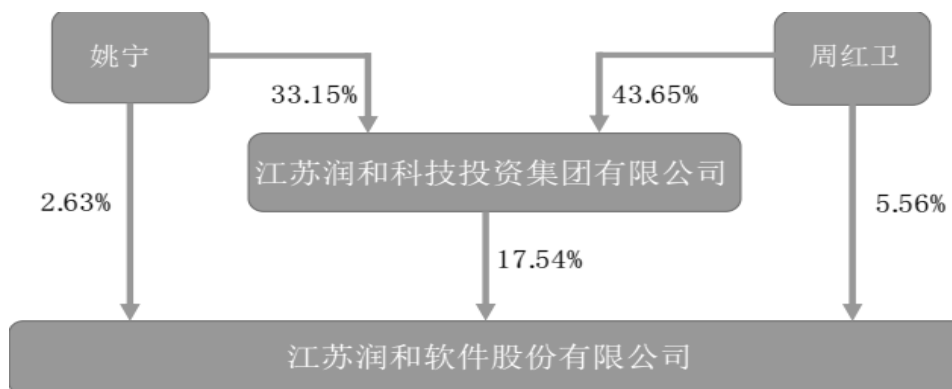 姚宁
周红卫
33.15%
43.65%
江苏润和科技投资集团有限公司
2.63%
5.56%
17.54%
江苏润和软件股份有限公司